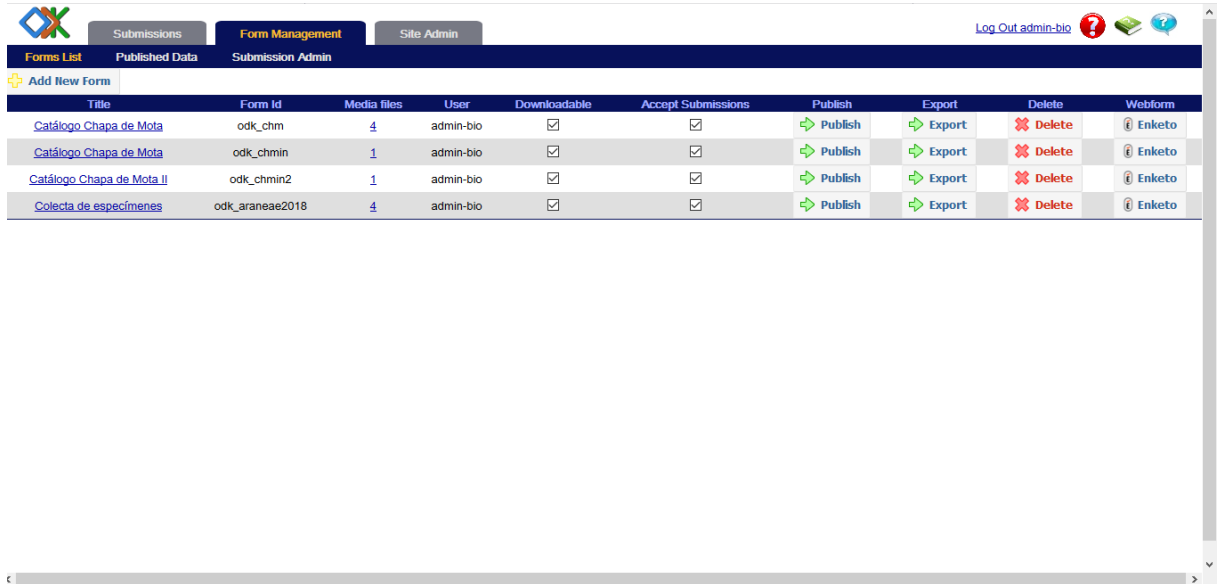 Submissions Form Management Site Admin Log Out admin-bio
Forms List Published Data Submission Admin
Add New Form
Title Form Id Media files User Downloadable Accept Submissions Publish Export Delete Webform
Catálogo Chapa de Mota odk_chm 4 admin-bio Publish Export Delete Enketo
Catálogo Chapa de Mota odk_chmin 1 admin-bio Publish Export Delete Enketo
Catálogo Chapa de Mota II odk_chmin2 1 admin-bio Publish Export Delete Enketo
Colecta de especímenes odk_araneae2018 4 admin-bio Publish Export Delete Enketo